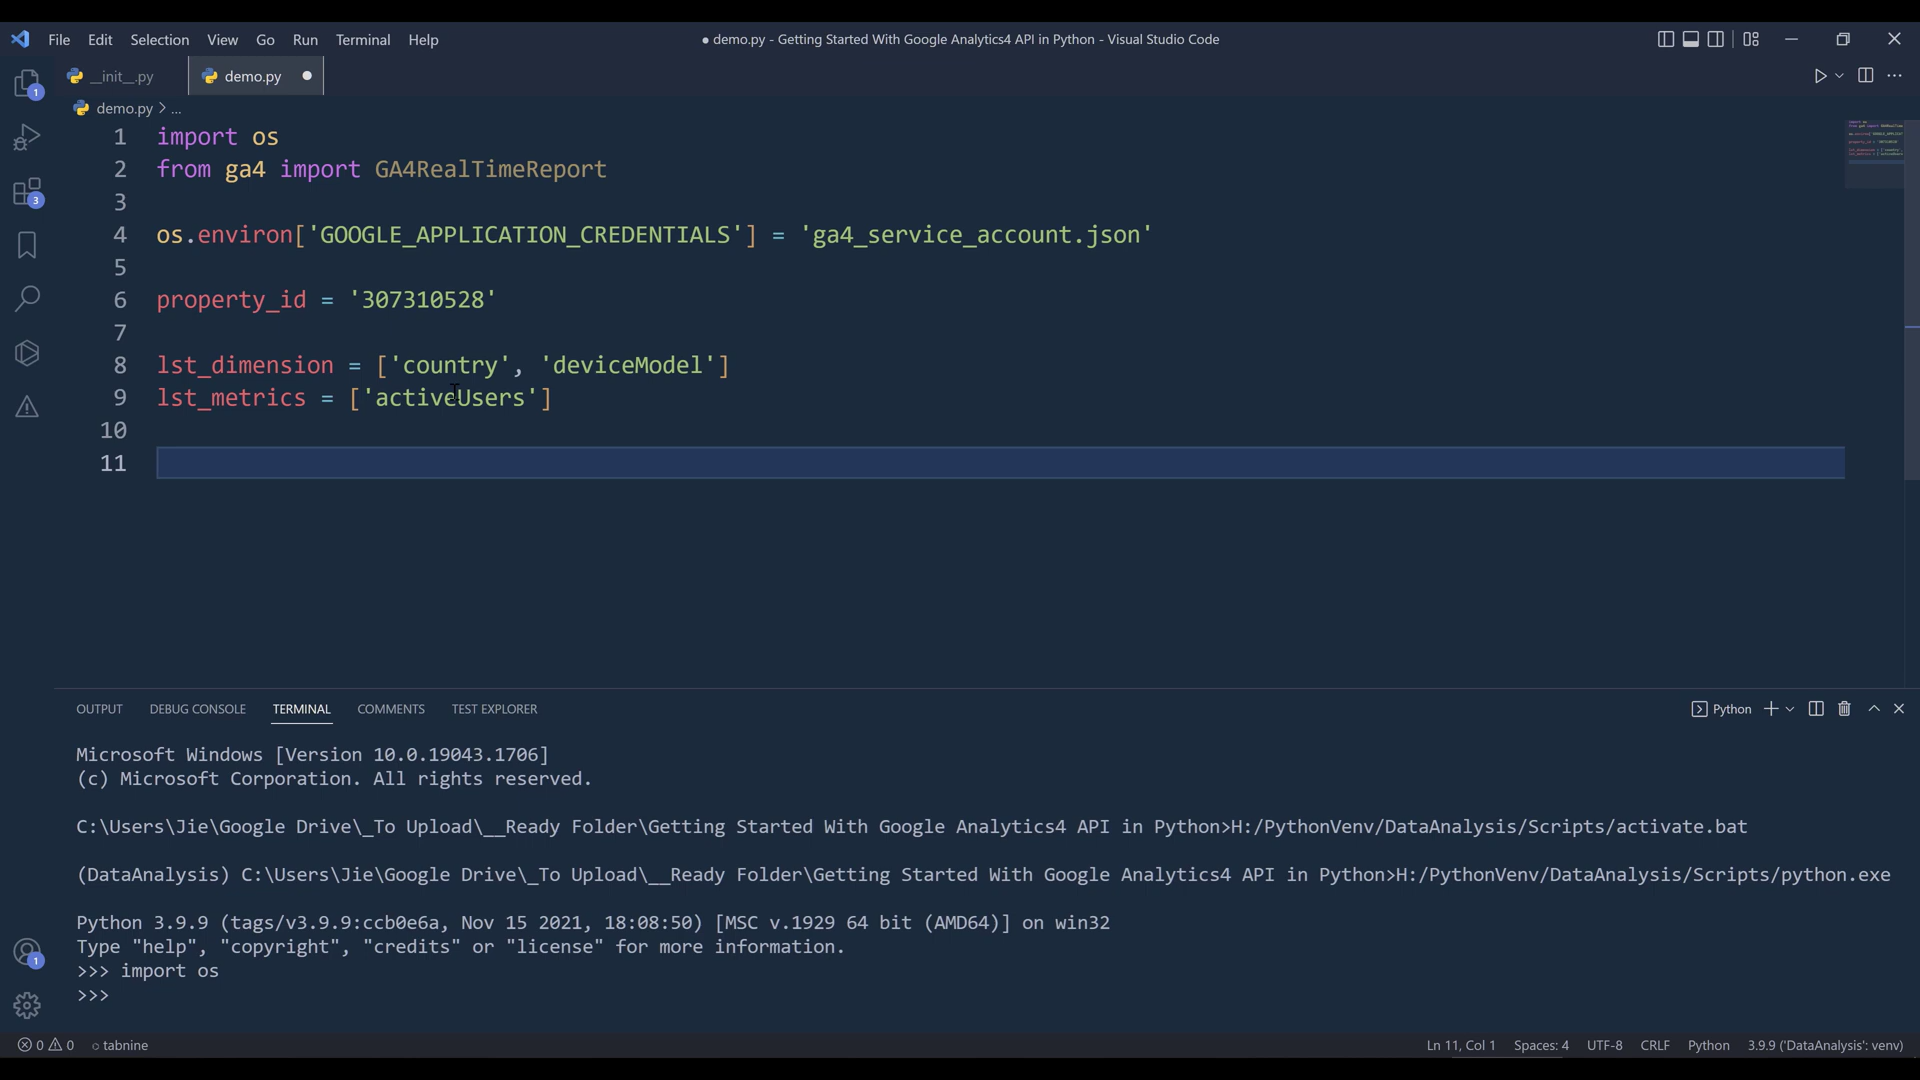 File Edit Selection View Go Run Terminal Help
● demo.py - Getting Started With Google Analytics4 API in Python - Visual Studio Code
__init__.py
demo.py ●
demo.py > ...
1 import os
2 from ga4 import GA4RealTimeReport
3
4 os.environ['GOOGLE_APPLICATION_CREDENTIALS'] = 'ga4_service_account.json'
5
6 property_id = '307310528'
7
8 lst_dimension = ['country', 'deviceModel']
9 lst_metrics = ['activeUsers']
10
11
1
3
OUTPUT DEBUG CONSOLE TERMINAL COMMENTS TEST EXPLORER
Python
Microsoft Windows [Version 10.0.19043.1706]
(c) Microsoft Corporation. All rights reserved.
C:\Users\Jie\Google Drive\_To Upload\__Ready Folder\Getting Started With Google Analytics4 API in Python>H:/PythonVenv/DataAnalysis/Scripts/activate.bat
(DataAnalysis) C:\Users\Jie\Google Drive\_To Upload\__Ready Folder\Getting Started With Google Analytics4 API in Python>H:/PythonVenv/DataAnalysis/Scripts/python.exe
Python 3.9.9 (tags/v3.9.9:ccb0e6a, Nov 15 2021, 18:08:50) [MSC v.1929 64 bit (AMD64)] on win32
Type "help", "copyright", "credits" or "license" for more information.
>>> import os
>>>
1
0 0 tabnine
Ln 11, Col 1 Spaces: 4 UTF-8 CRLF Python 3.9.9 ('DataAnalysis': venv)